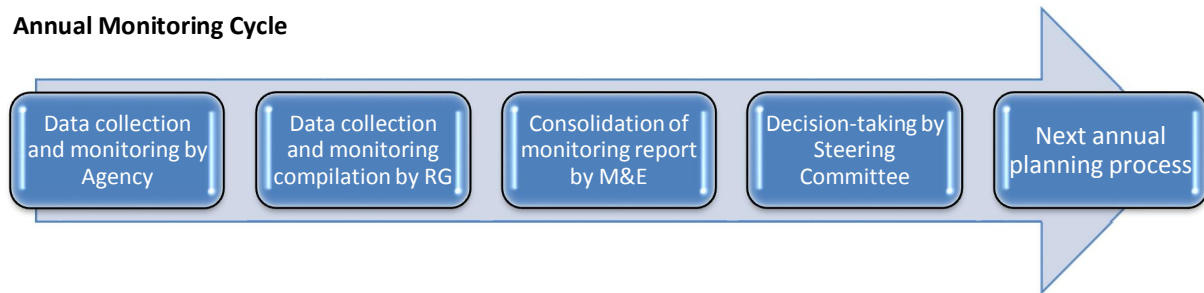 Annual Monitoring Cycle
Data collection
and monitoring by
Agency
Data collection
and monitoring
compilation by RG
Consolidation of
monitoring report
by M&E
Decision-taking by
Steering
Committee
Next annual
planning process